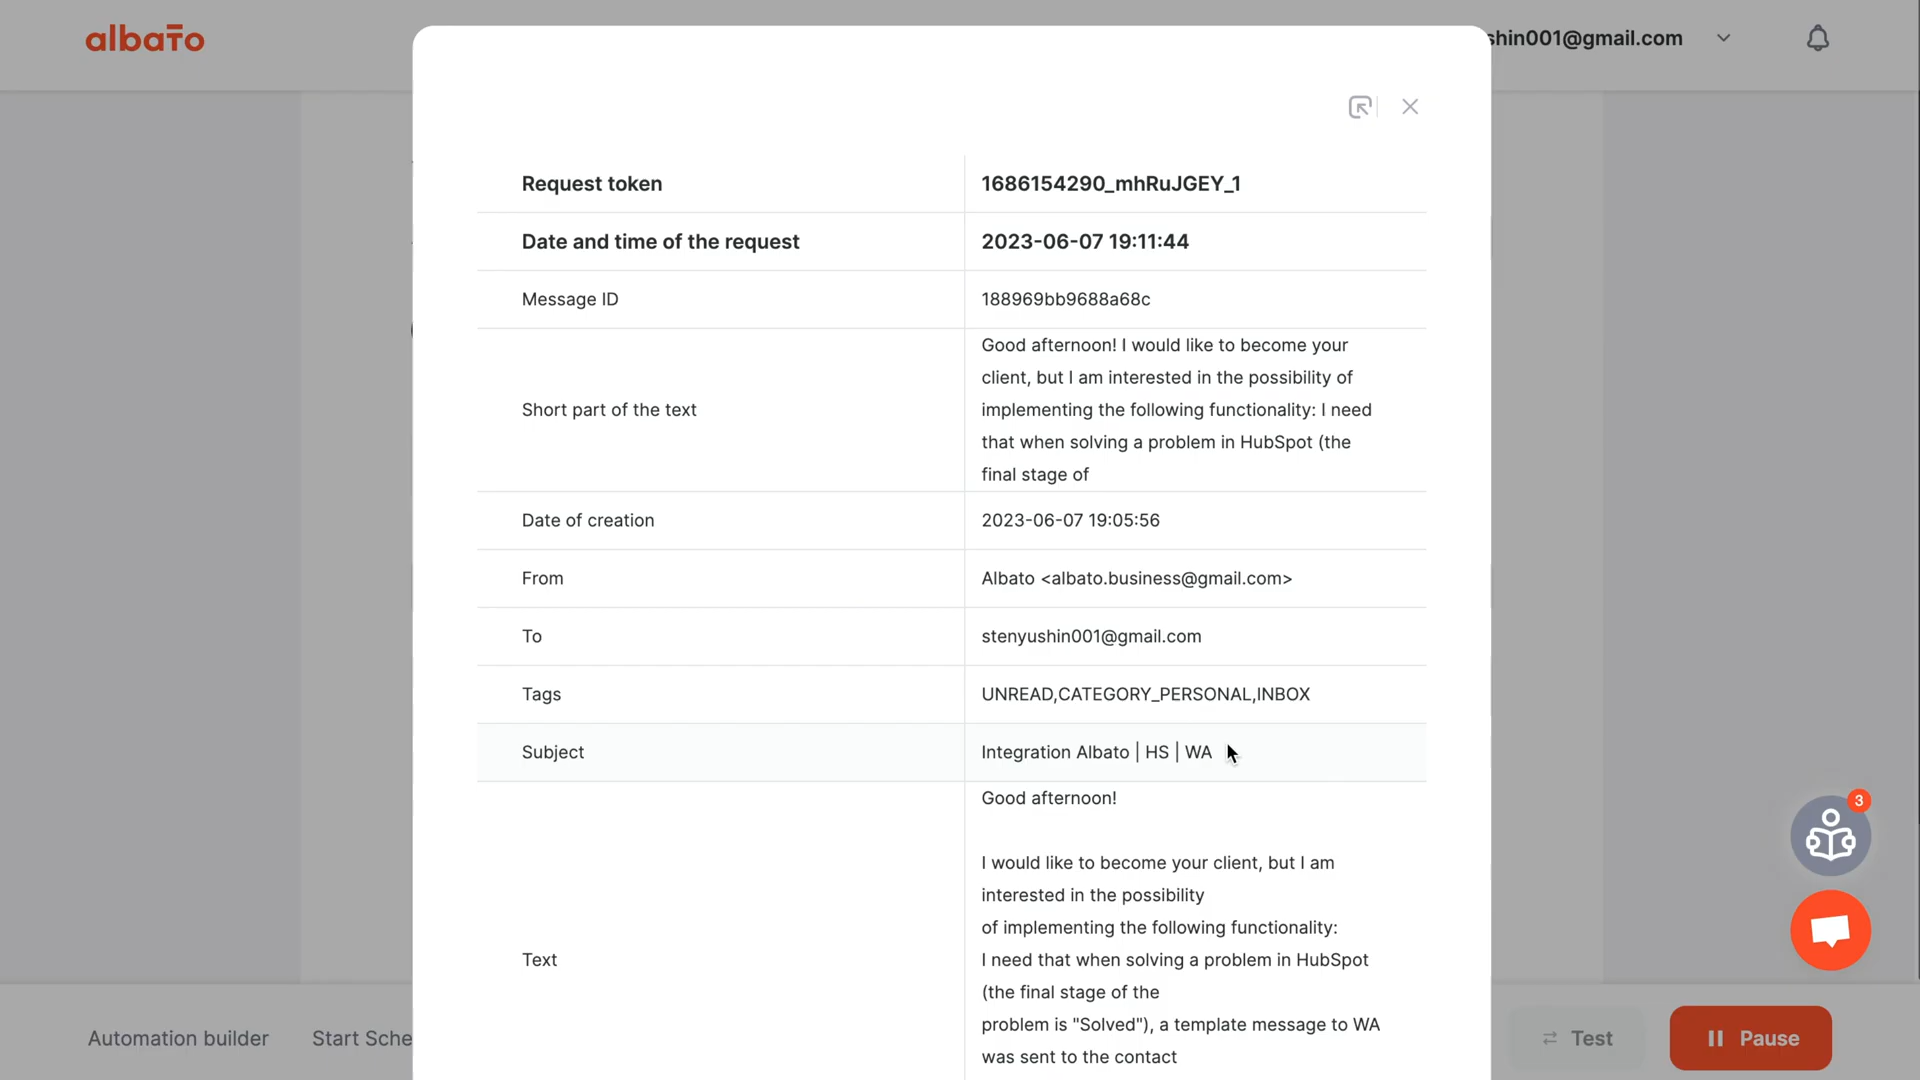 albato
shin001@gmail.com
Request token
1686154290_mhRuJGEY_1
Date and time of the request
2023-06-07 19:11:44
Message ID
188969bb9688a68c
Short part of the text
Good afternoon! I would like to become your
client, but I am interested in the possibility of
implementing the following functionality: I need
that when solving a problem in HubSpot (the
final stage of
Date of creation
2023-06-07 19:05:56
From
Albato <albato.business@gmail.com>
To
stenyushin001@gmail.com
Tags
UNREAD,CATEGORY_PERSONAL,INBOX
Subject
Integration Albato | HS | WA
Text
Good afternoon!
I would like to become your client, but I am
interested in the possibility
of implementing the following functionality:
I need that when solving a problem in HubSpot
(the final stage of the
problem is "Solved"), a template message to WA
was sent to the contact
3
Automation builder
Start Sche
Test
Pause